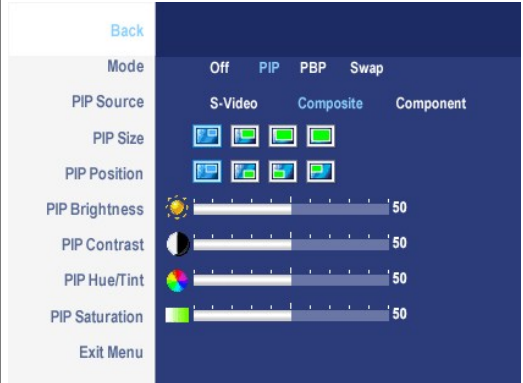 Back
Mode Off PIP PBP Swap
PIP Source S-Video Composite Component
PIP Size
PIP Position
PIP Brightness 50
PIP Contrast 50
PIP Hue/Tint 50
PIP Saturation 50
Exit Menu